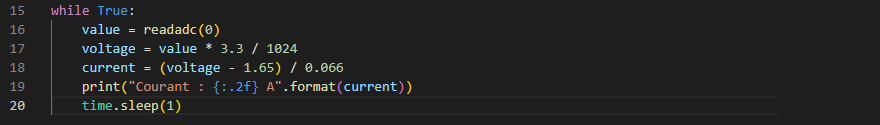 15 while True:
16     value = readadc(0)
17     voltage = value * 3.3 / 1024
18     current = (voltage - 1.65) / 0.066
19     print("Courant : {:.2f} A".format(current))
20     time.sleep(1)